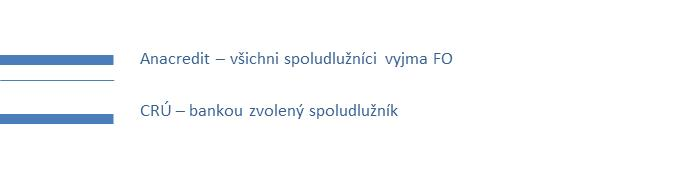 Anacredit – všichni spoludlužníci vyjma FO
CRÚ – bankou zvolený spoludlužník